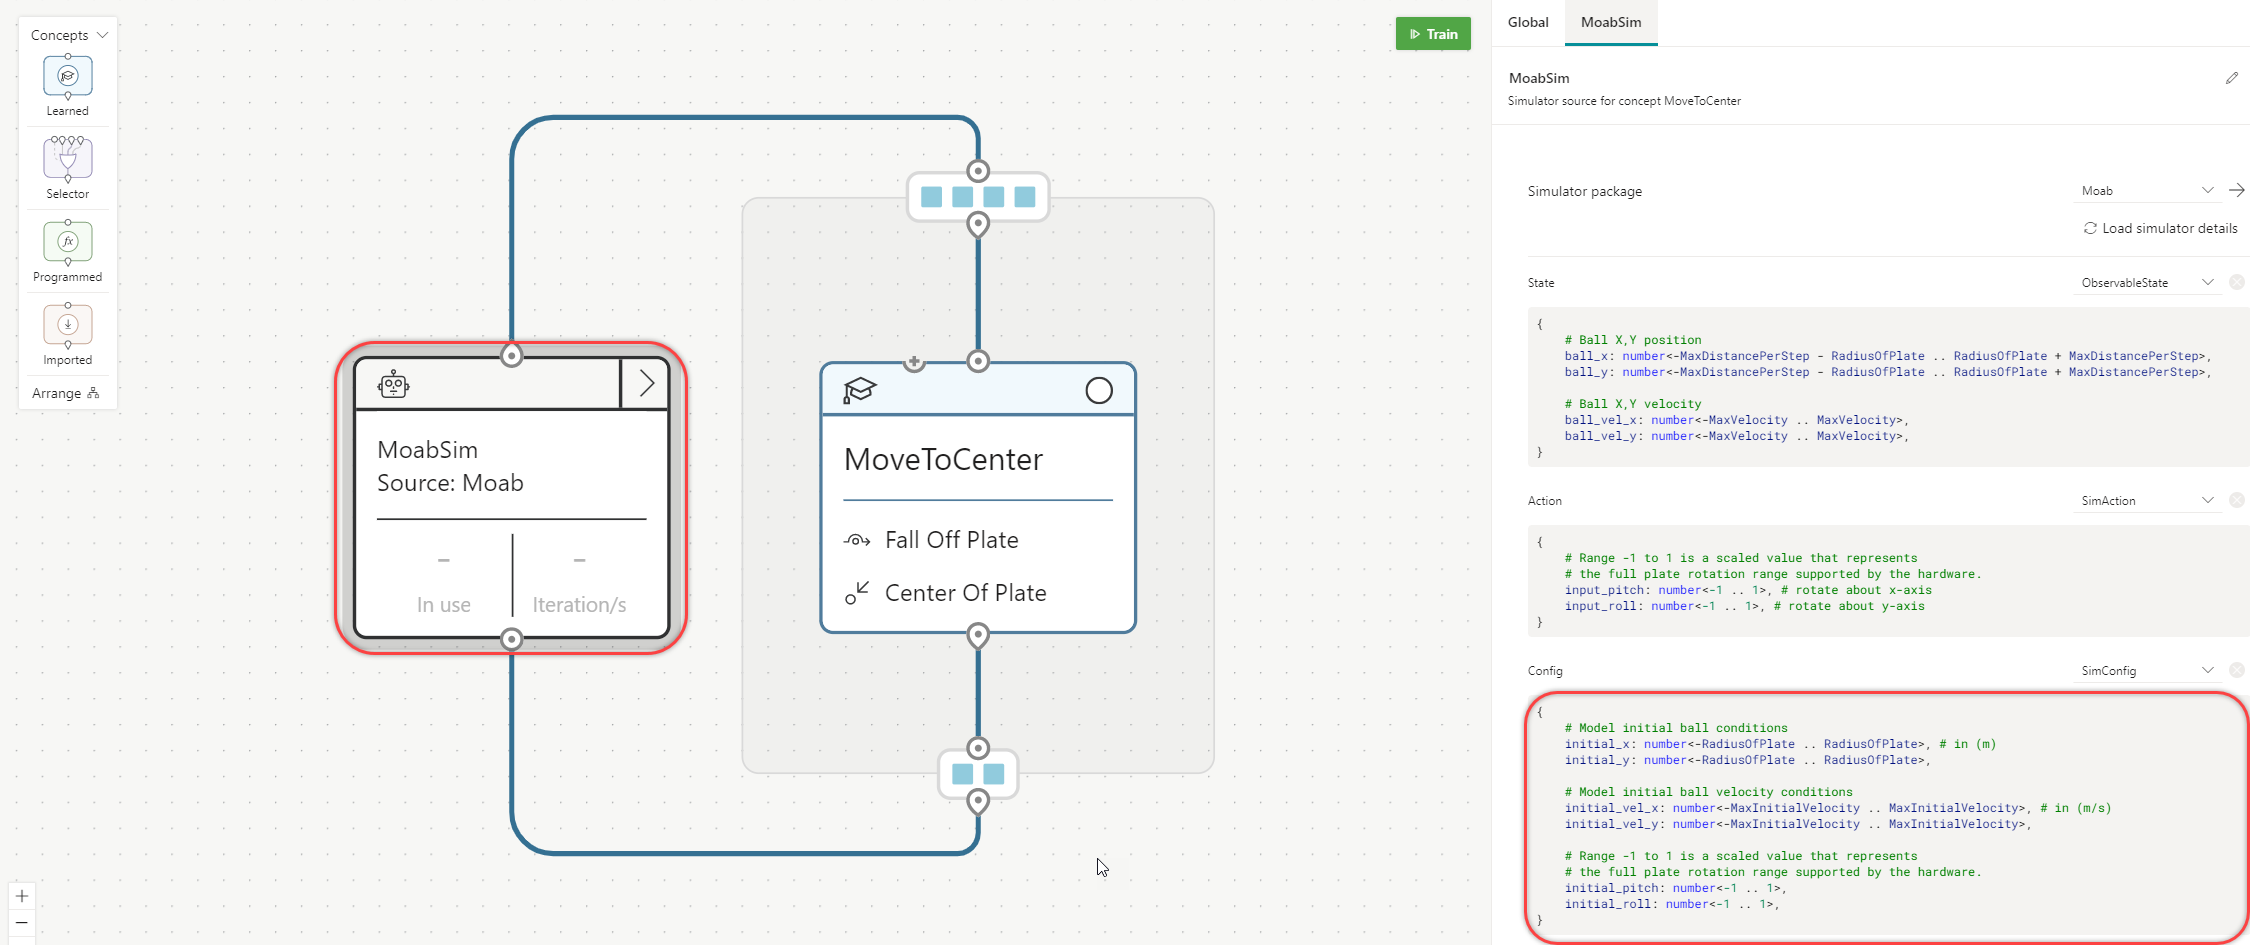 Concepts
Learned
Selector
fx
Programmed
Imported
Arrange
Train
MoabSim
Source: Moab
–
–
In use
Iteration/s
MoveToCenter
Fall Off Plate
Center Of Plate
Global
MoabSim
MoabSim
Simulator source for concept MoveToCenter
Simulator package
Moab
Load simulator details
State
ObservableState
{
# Ball X,Y position
ball_x: number<-MaxDistancePerStep - RadiusOfPlate .. RadiusOfPlate + MaxDistancePerStep>,
ball_y: number<-MaxDistancePerStep - RadiusOfPlate .. RadiusOfPlate + MaxDistancePerStep>,
# Ball X,Y velocity
ball_vel_x: number<-MaxVelocity .. MaxVelocity>,
ball_vel_y: number<-MaxVelocity .. MaxVelocity>,
}
Action
SimAction
{
# Range -1 to 1 is a scaled value that represents
# the full plate rotation range supported by the hardware.
input_pitch: number<-1 .. 1>, # rotate about x-axis
input_roll: number<-1 .. 1>, # rotate about y-axis
}
Config
SimConfig
{
# Model initial ball conditions
initial_x: number<-RadiusOfPlate .. RadiusOfPlate>, # in (m)
initial_y: number<-RadiusOfPlate .. RadiusOfPlate>,
# Model initial ball velocity conditions
initial_vel_x: number<-MaxInitialVelocity .. MaxInitialVelocity>, # in (m/s)
initial_vel_y: number<-MaxInitialVelocity .. MaxInitialVelocity>,
# Range -1 to 1 is a scaled value that represents
# the full plate rotation range supported by the hardware.
initial_pitch: number<-1 .. 1>,
initial_roll: number<-1 .. 1>,
}